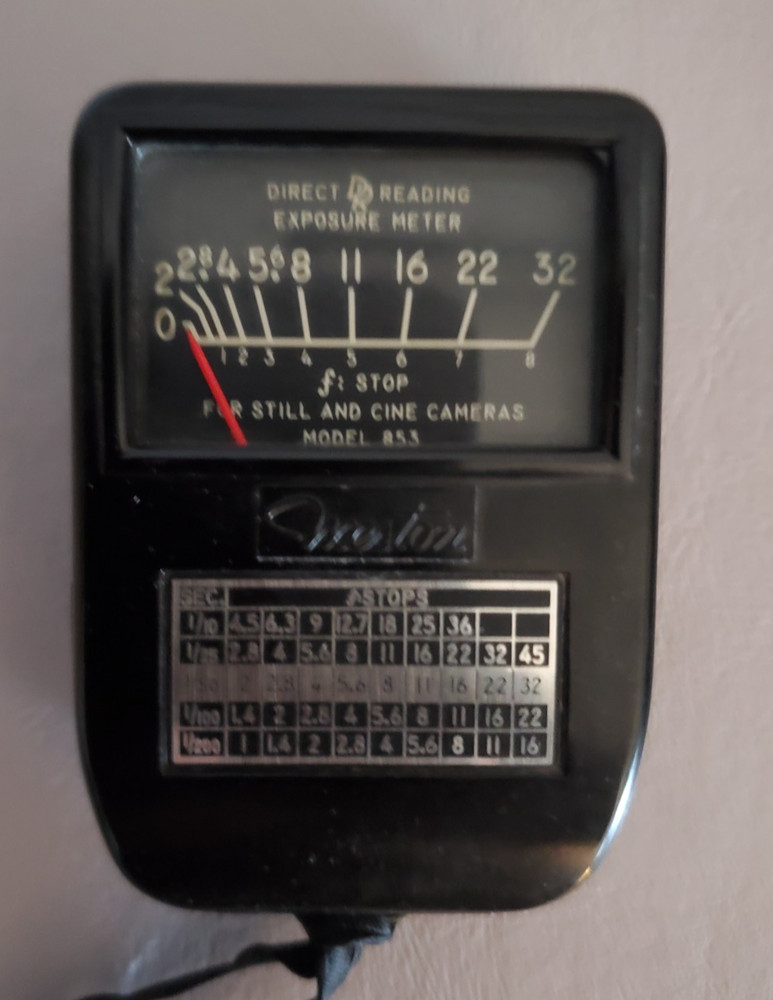 DIRECT DR READING
EXPOSURE METER
2 2.8 4 5.6 8 11 16 22 32
0
1 2 3 4 5 6 7 8
f: STOP
FOR STILL AND CINE CAMERAS
MODEL 853
SEC. f-STOPS
1/10 4.5 6.3 9 12.7 18 25 36
1/25 2.8 4 5.6 8 11 16 22 32 45
1/50 2 2.8 4 5.6 8 11 16 22 32
1/100 1.4 2 2.8 4 5.6 8 11 16 22
1/200 1 1.4 2 2.8 4 5.6 8 11 16